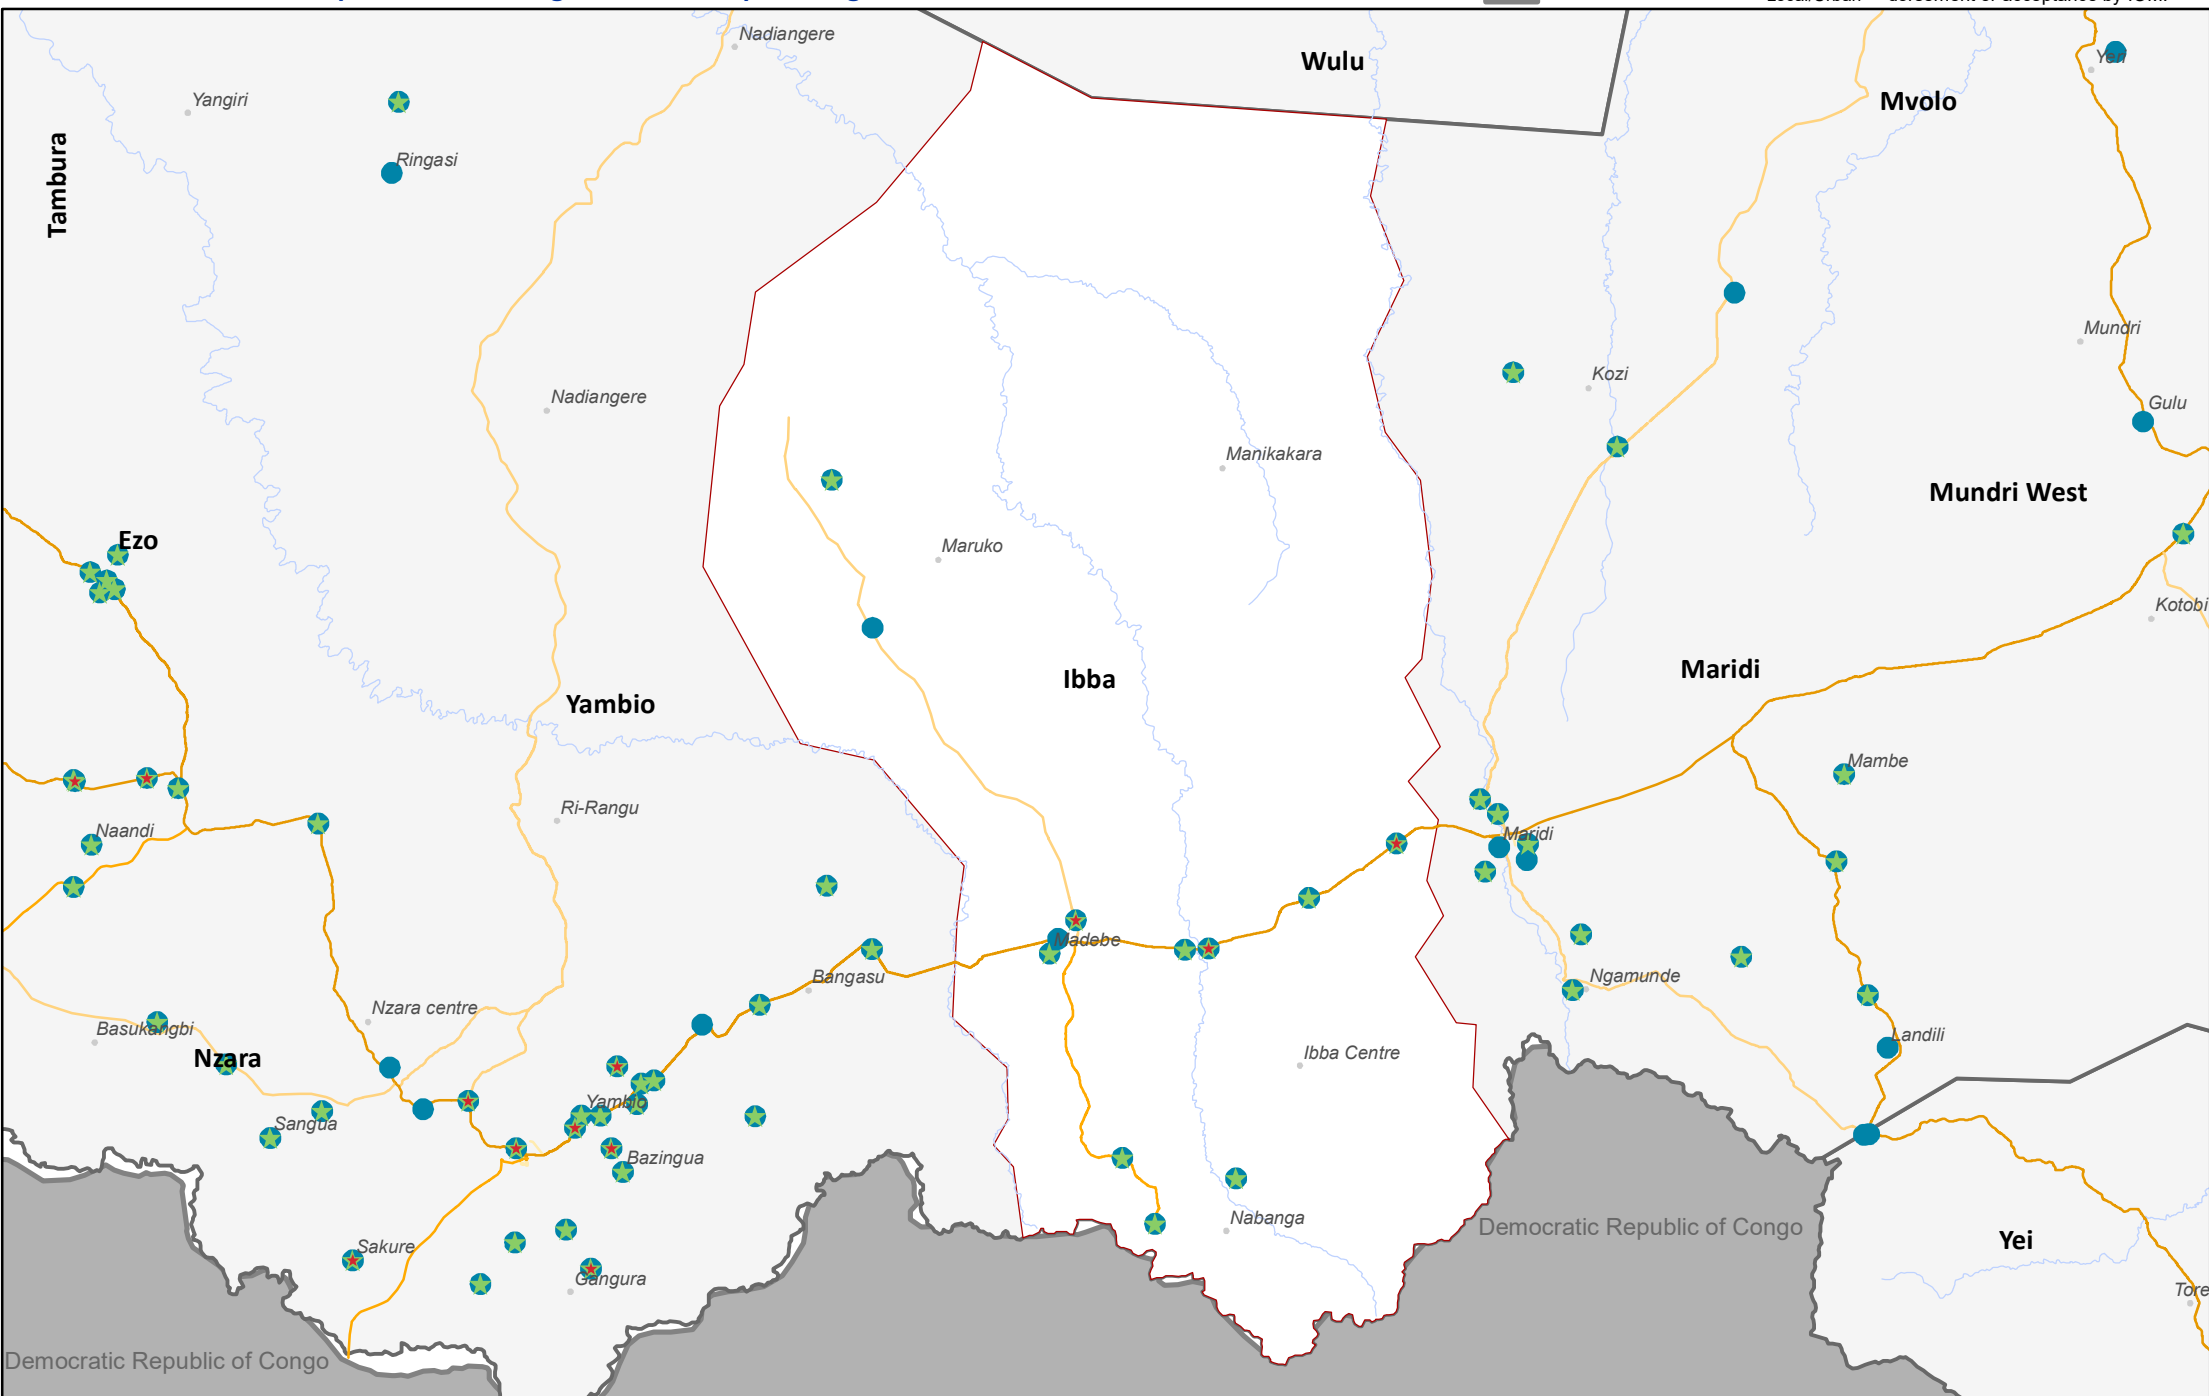 Nadiangere
Wulu
Yeri
Yangiri
Mvolo
Tambura
Ringasi
Mundri
Kozi
Nadiangere
Gulu
Manikakara
Mundri West
Ezo
Maruko
Kotobi
Ibba
Maridi
Yambio
Mambe
Ri-Rangu
Naandi
Maridi
Madebe
Bangasu
Ngamunde
Nzara centre
Basukangbi
Landili
Nzara
Ibba Centre
Yambio
Sangua
Bazingua
Nabanga
Democratic Republic of Congo
Yei
Sakure
Gangura
Tore
Democratic Republic of Congo